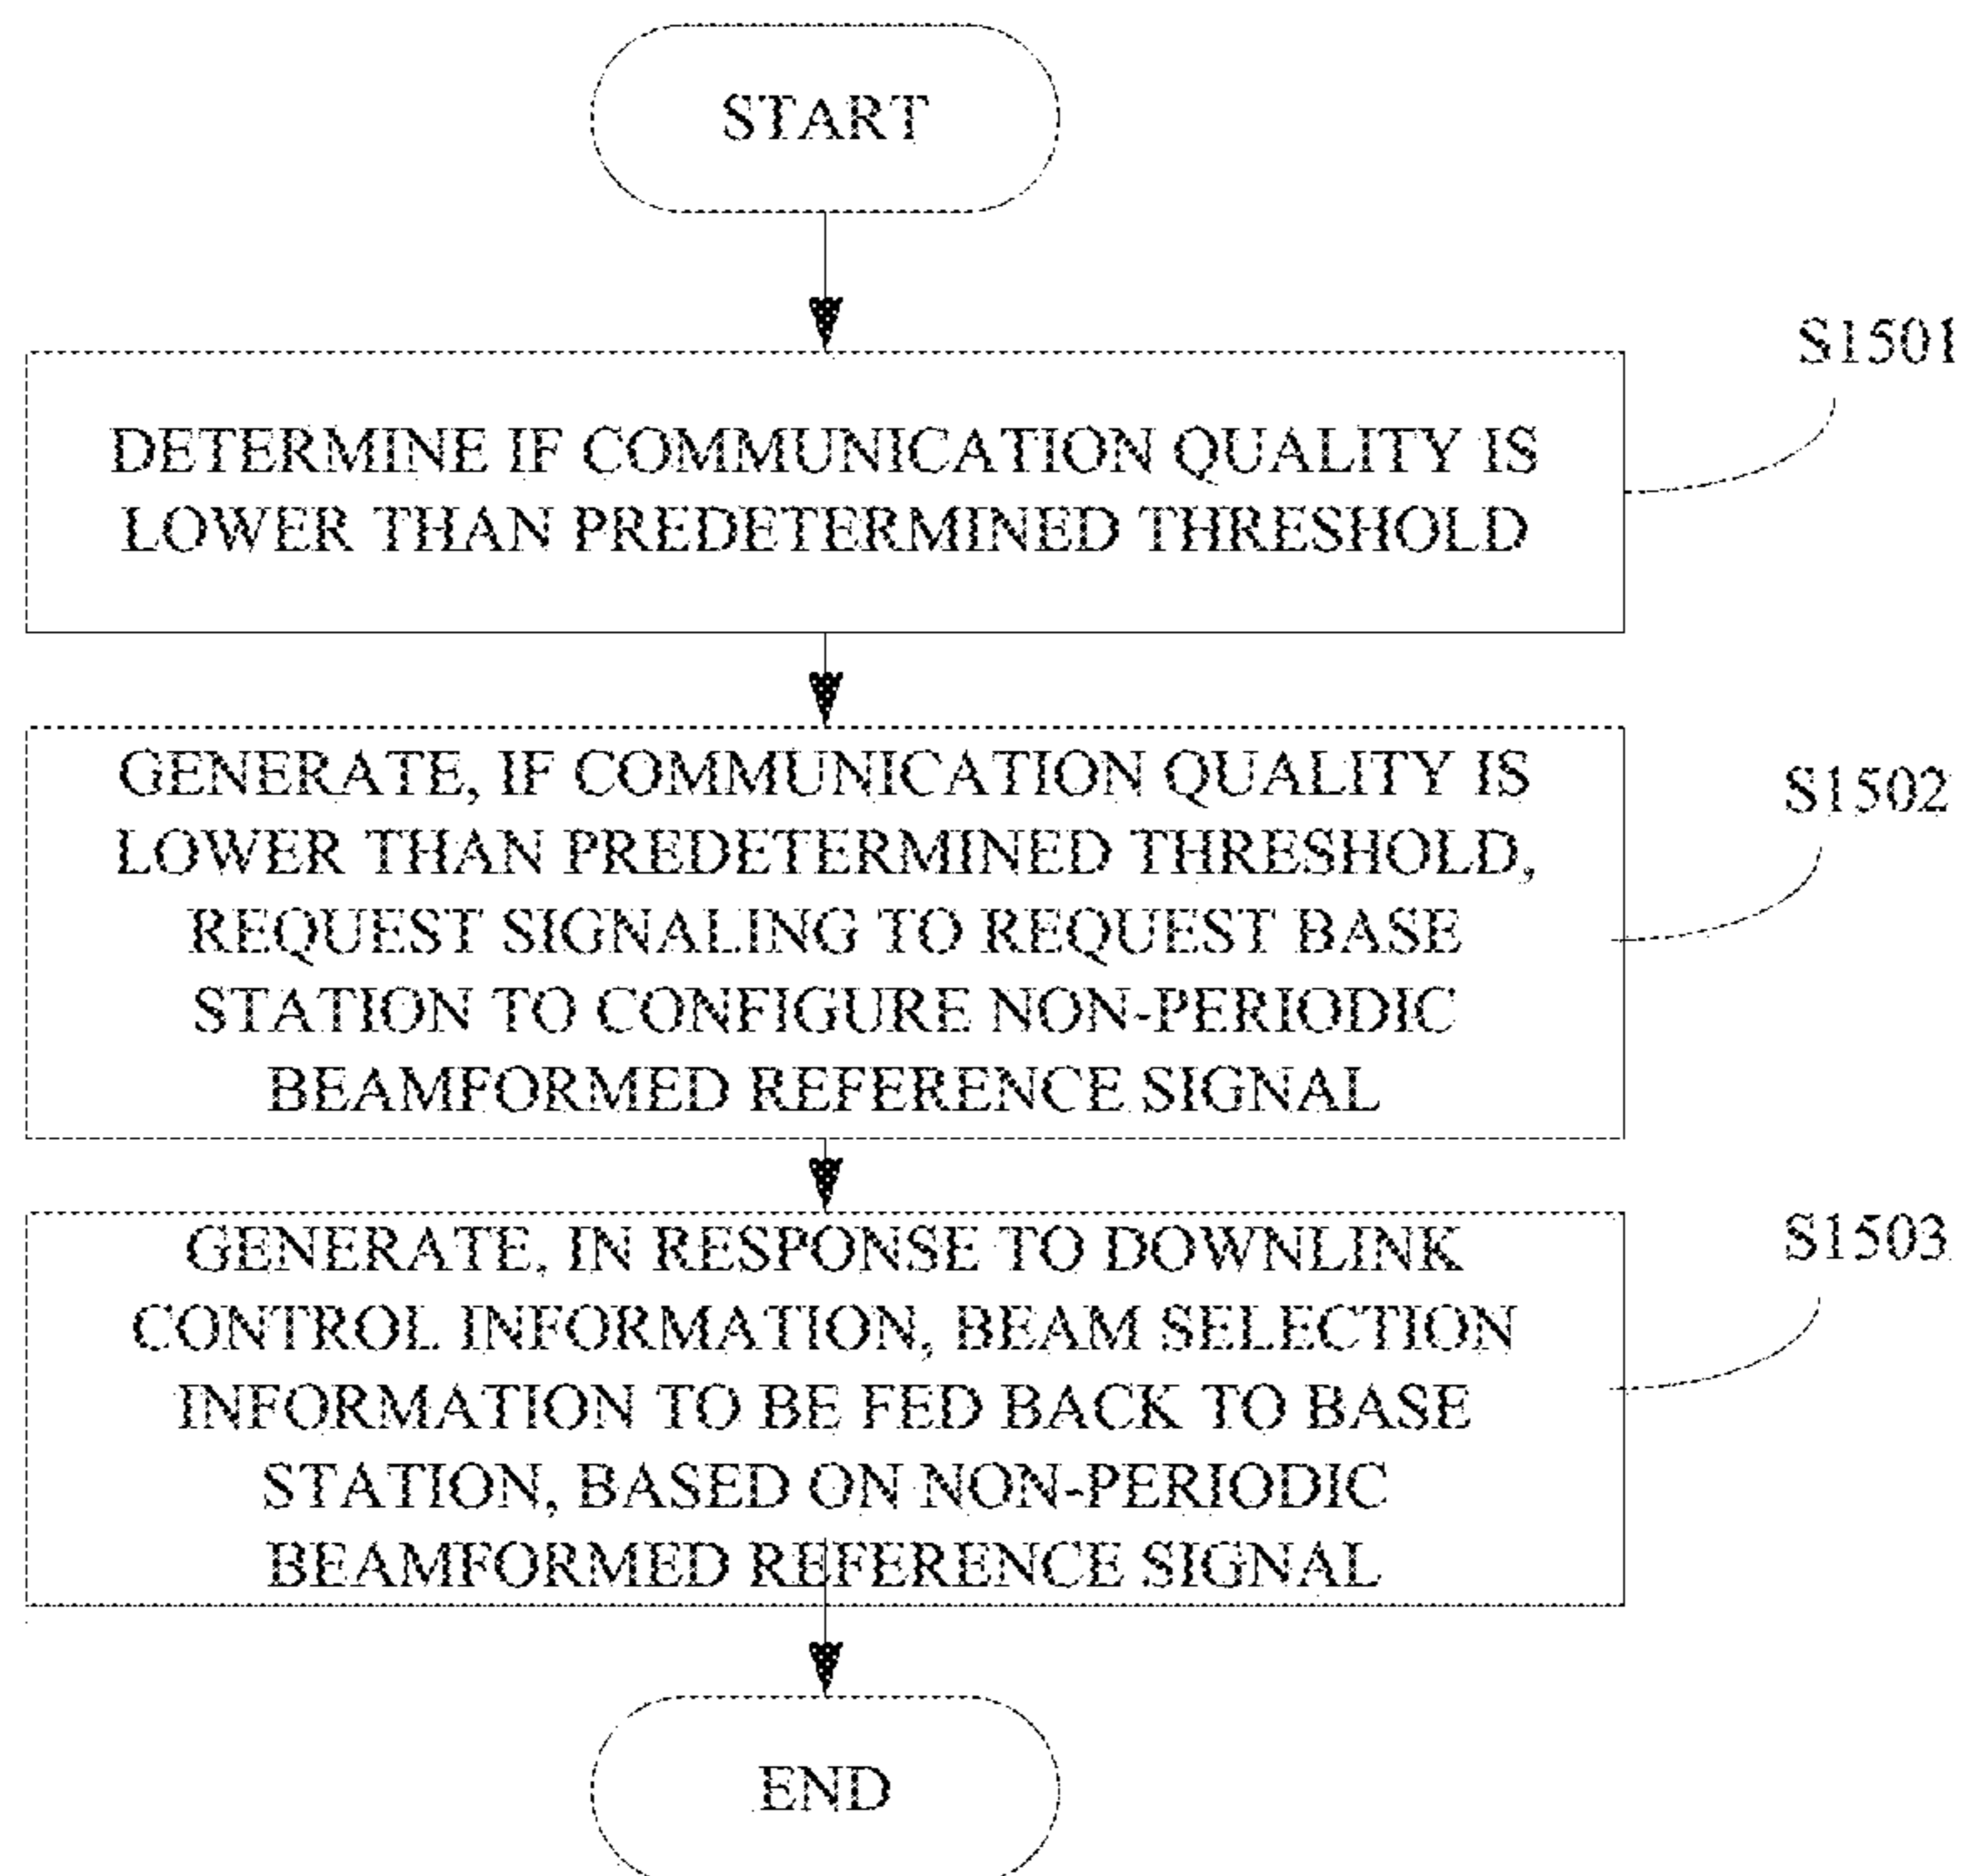 START
S1501
DETERMINE IF COMMUNICATION QUALITY IS
LOWER THAN PREDETERMINED THRESHOLD
S1502
GENERATE, IF COMMUNICATION QUALITY IS
LOWER THAN PREDETERMINED THRESHOLD,
REQUEST SIGNALING TO REQUEST BASE
STATION TO CONFIGURE NON-PERIODIC
BEAMFORMED REFERENCE SIGNAL
S1503
GENERATE, IN RESPONSE TO DOWNLINK
CONTROL INFORMATION, BEAM SELECTION
INFORMATION TO BE FED BACK TO BASE
STATION, BASED ON NON-PERIODIC
BEAMFORMED REFERENCE SIGNAL
END